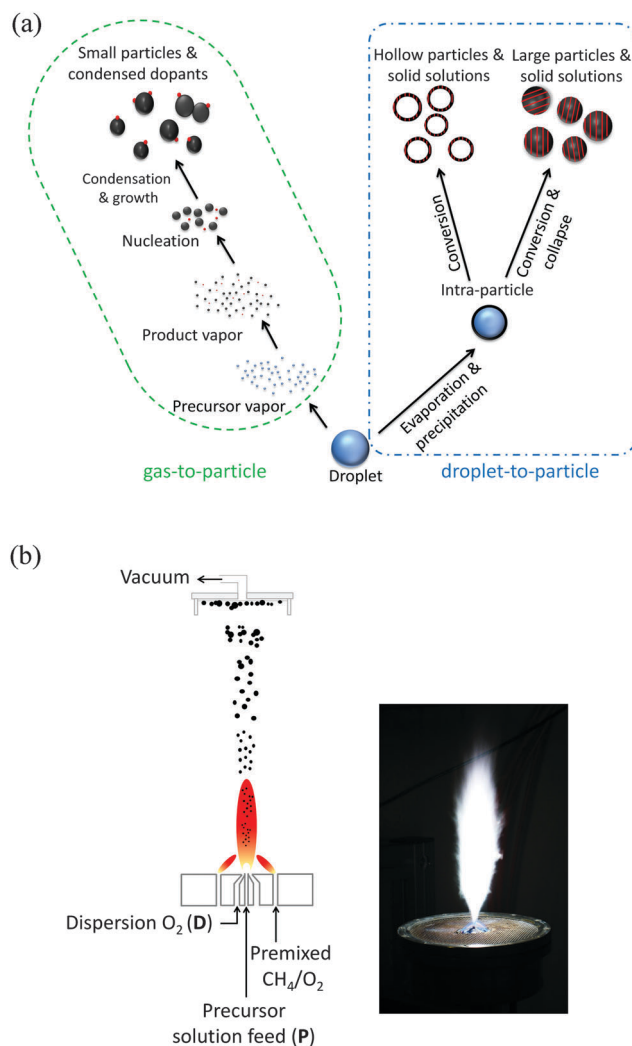 (a)
Small particles &
condensed dopants
Hollow particles &
solid solutions
Large particles &
solid solutions
Condensation
& growth
Nucleation
Product vapor
Precursor vapor
Conversion
Conversion &
collapse
Intra-particle
Evaporation &
precipitation
Droplet
gas-to-particle
droplet-to-particle
(b)
Vacuum
Dispersion O₂ (D)
Premixed
CH₄/O₂
Precursor
solution feed (P)